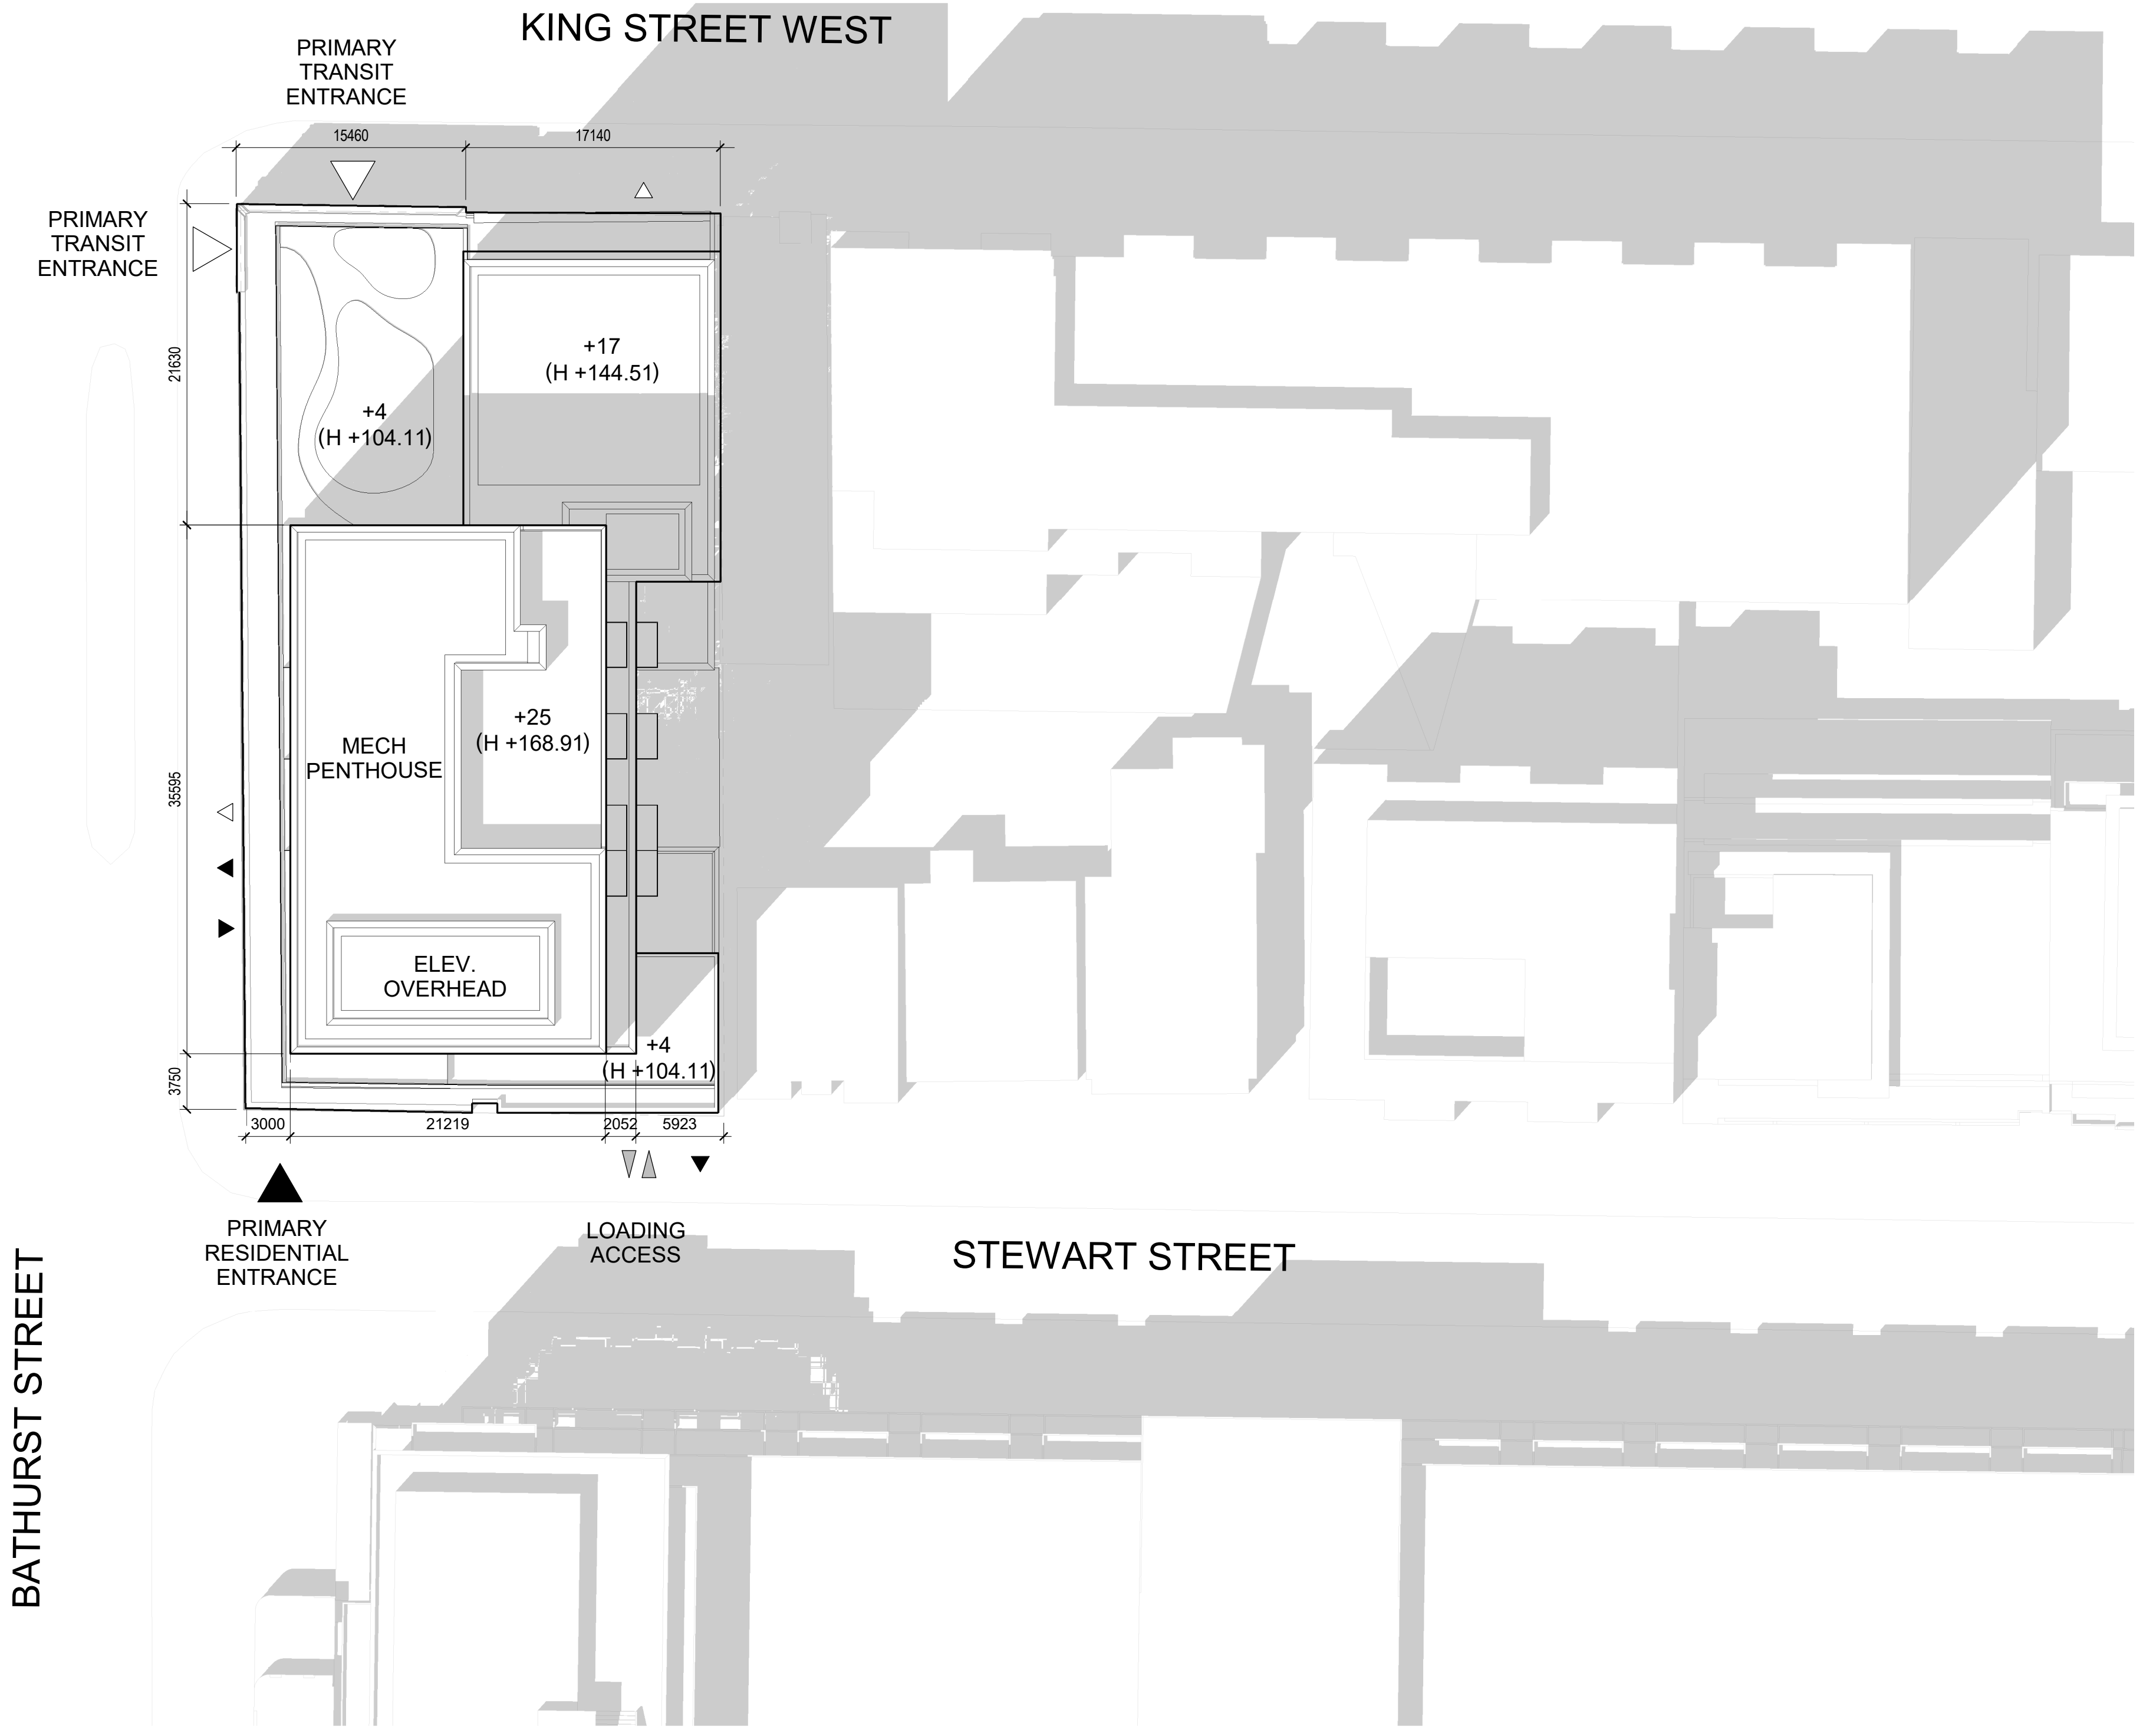 KING STREET WEST
PRIMARY
TRANSIT
ENTRANCE
15460
17140
PRIMARY
TRANSIT
ENTRANCE
21630
+17
(H +144.51)
+4
(H +104.11)
35595
+25
(H +168.91)
MECH
PENTHOUSE
ELEV.
OVERHEAD
+4
(H +104.11)
3750
3000
21219
2052
5923
PRIMARY
RESIDENTIAL
ENTRANCE
LOADING
ACCESS
STEWART STREET
BATHURST STREET